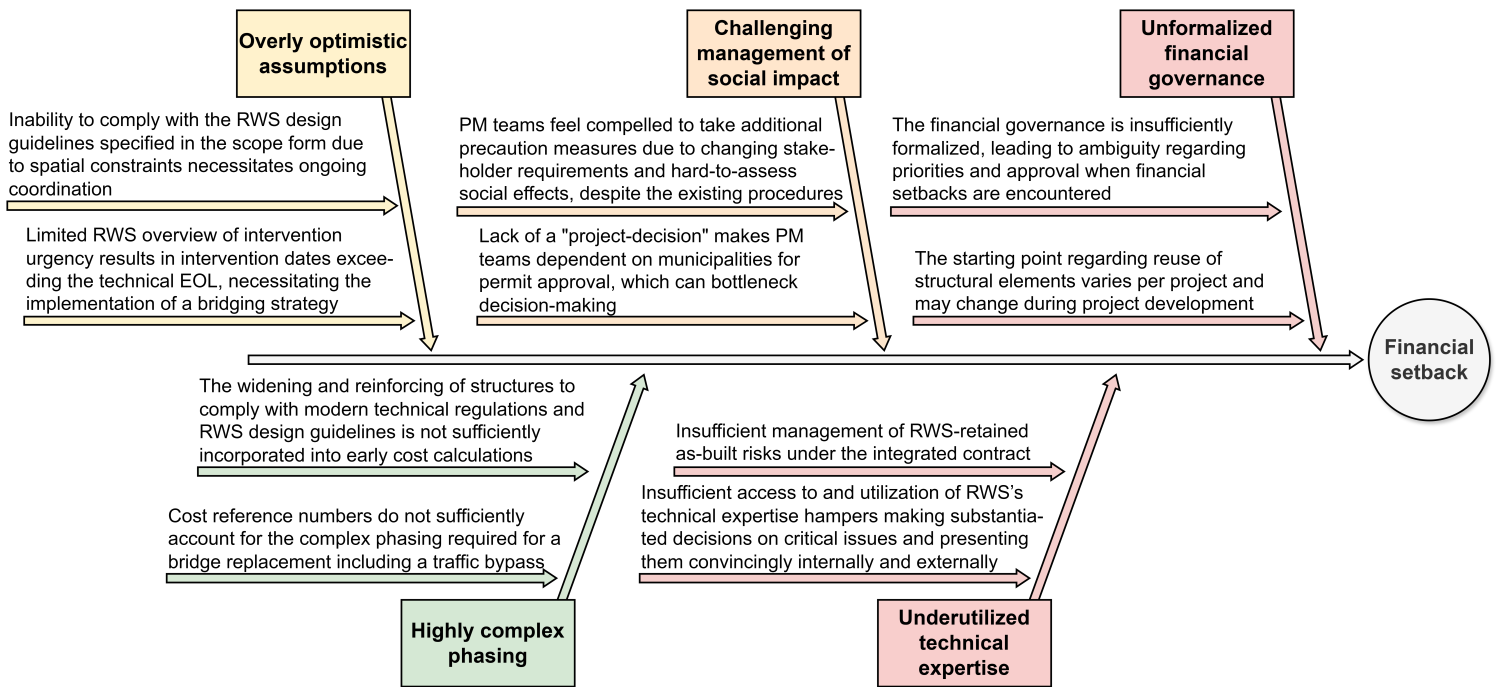 Overly optimistic
assumptions
Inability to comply with the RWS design
guidelines specified in the scope form due
to spatial constraints necessitates ongoing
coordination
Limited RWS overview of intervention
urgency results in intervention dates excee-
ding the technical EOL, necessitating the
implementation of a bridging strategy
Challenging
management of
social impact
PM teams feel compelled to take additional
precaution measures due to changing stake-
holder requirements and hard-to-assess
social effects, despite the existing procedures
Lack of a "project-decision" makes PM
teams dependent on municipalities for
permit approval, which can bottleneck
decision-making
Unformalized
financial
governance
The financial governance is insufficiently
formalized, leading to ambiguity regarding
priorities and approval when financial
setbacks are encountered
The starting point regarding reuse of
structural elements varies per project and
may change during project development
Financial
setback
The widening and reinforcing of structures to
comply with modern technical regulations and
RWS design guidelines is not sufficiently
incorporated into early cost calculations
Cost reference numbers do not sufficiently
account for the complex phasing required for a
bridge replacement including a traffic bypass
Highly complex
phasing
Insufficient management of RWS-retained
as-built risks under the integrated contract
Insufficient access to and utilization of RWS’s
technical expertise hampers making substantia-
ted decisions on critical issues and presenting
them convincingly internally and externally
Underutilized
technical
expertise